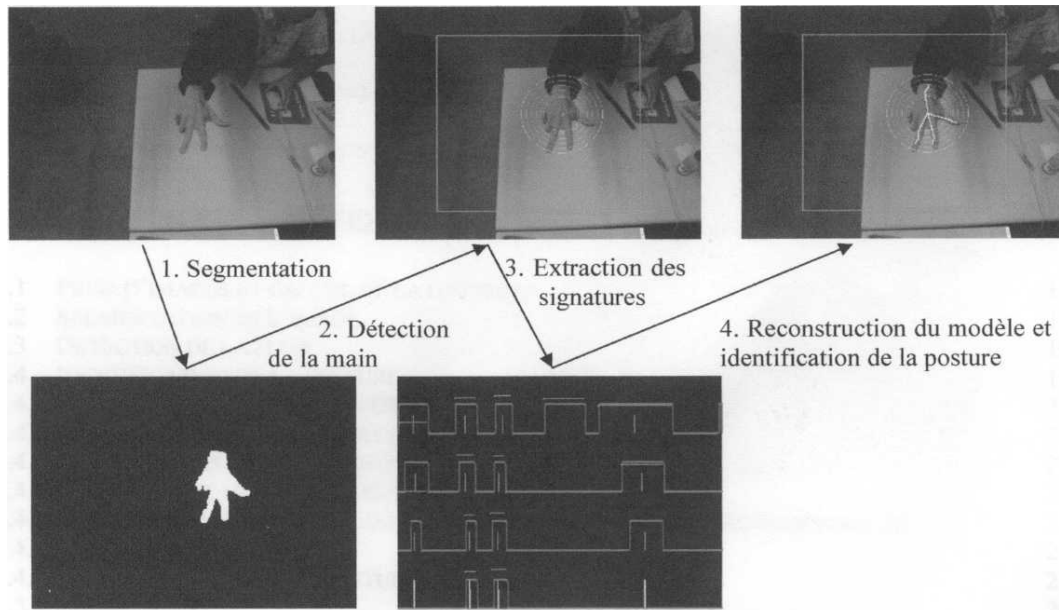 1. Segmentation
2. Détection
de la main
3. Extraction des
signatures
4. Reconstruction du modèle et
identification de la posture